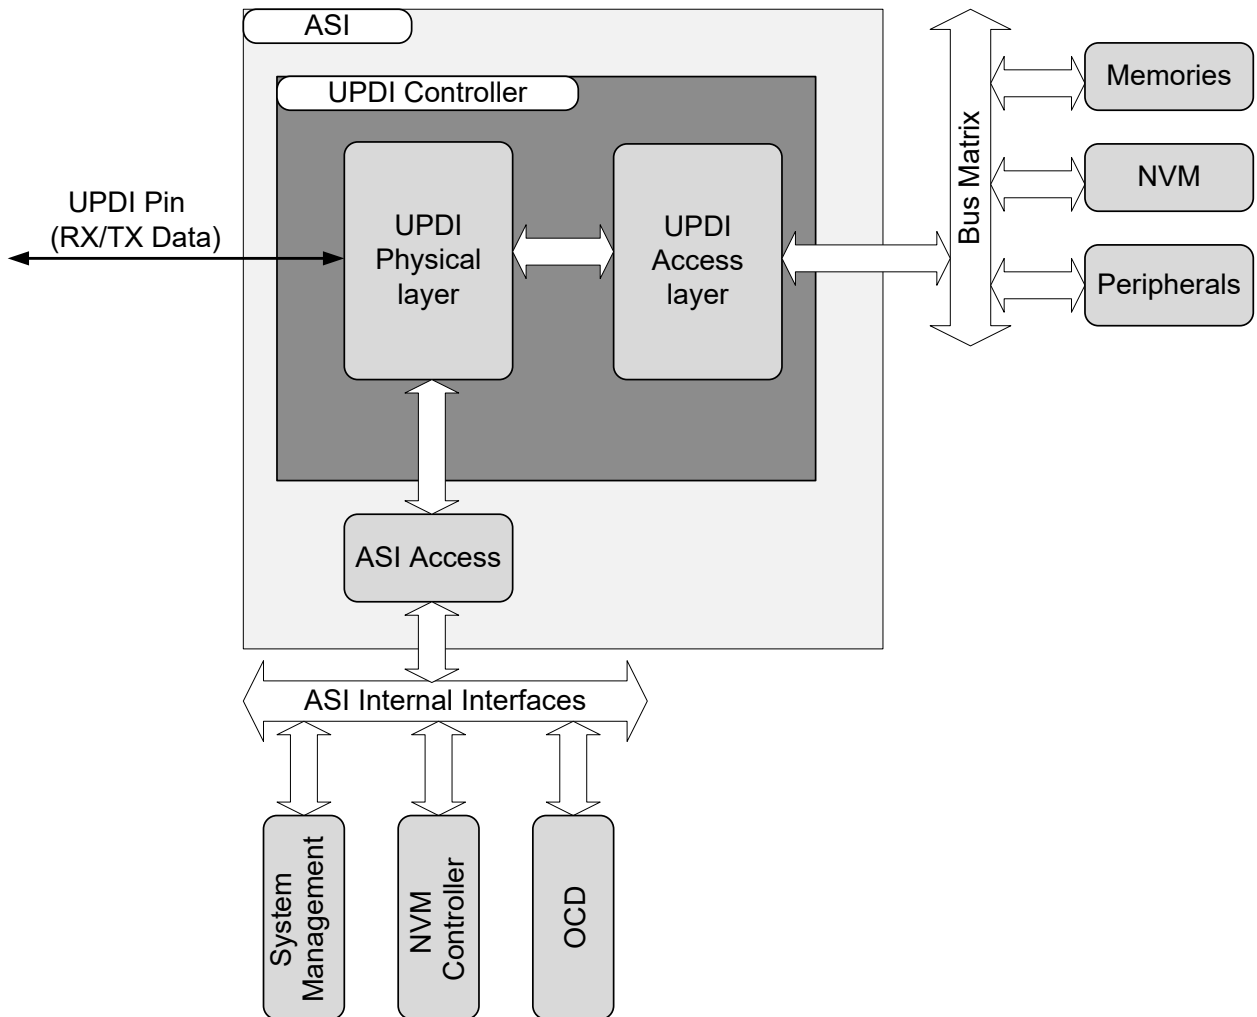 ASI
UPDI Controller
UPDI Pin
(RX/TX Data)
UPDI
Physical
layer
UPDI
Access
layer
Bus Matrix
Memories
NVM
Peripherals
ASI Access
ASI Internal Interfaces
System
Management
NVM
Controller
OCD